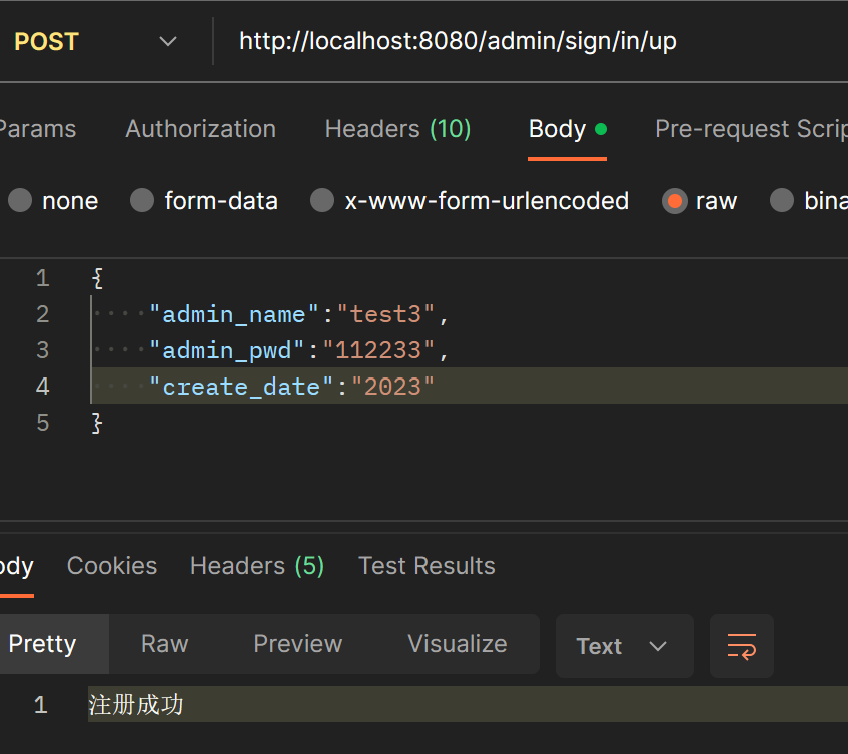 POST
http://localhost:8080/admin/sign/in/up
Params Authorization Headers (10) Body Pre-request Scrip
none form-data x-www-form-urlencoded raw bina
1 {
2 "admin_name":"test3",
3 "admin_pwd":"112233",
4 "create_date":"2023"
5 }
ody Cookies Headers (5) Test Results
Pretty Raw Preview Visualize Text
1 注册成功